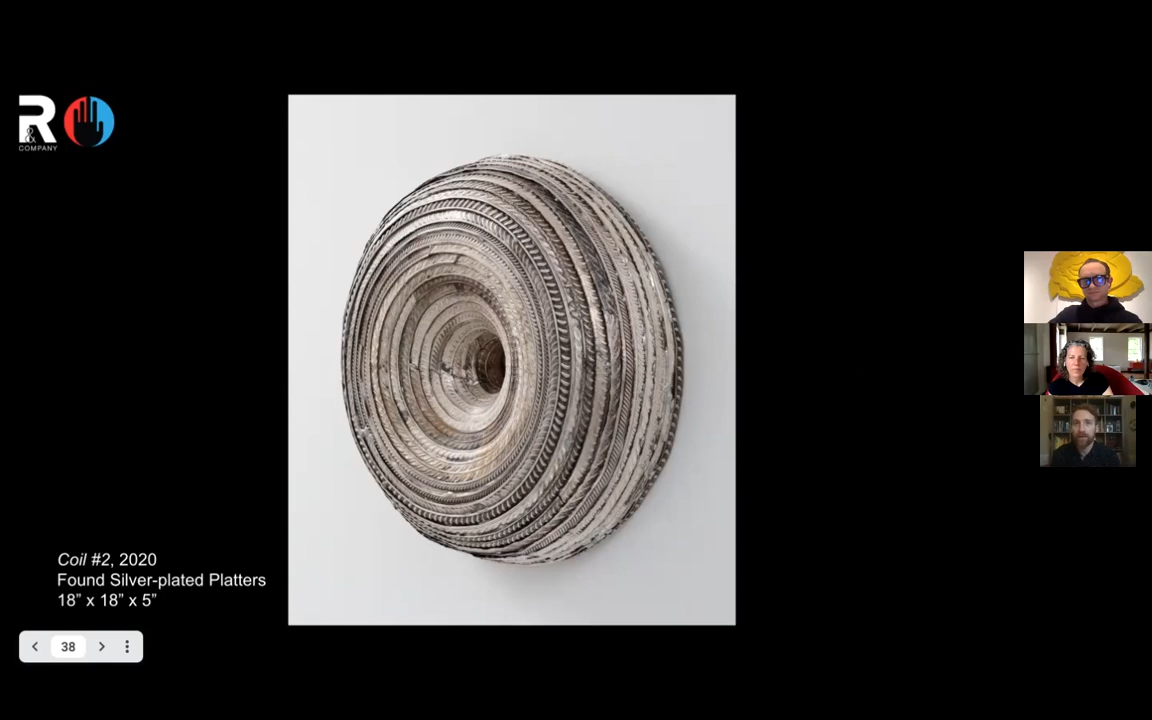 R
&
COMPANY
Coil #2, 2020
Found Silver-plated Platters
18” x 18” x 5”
38